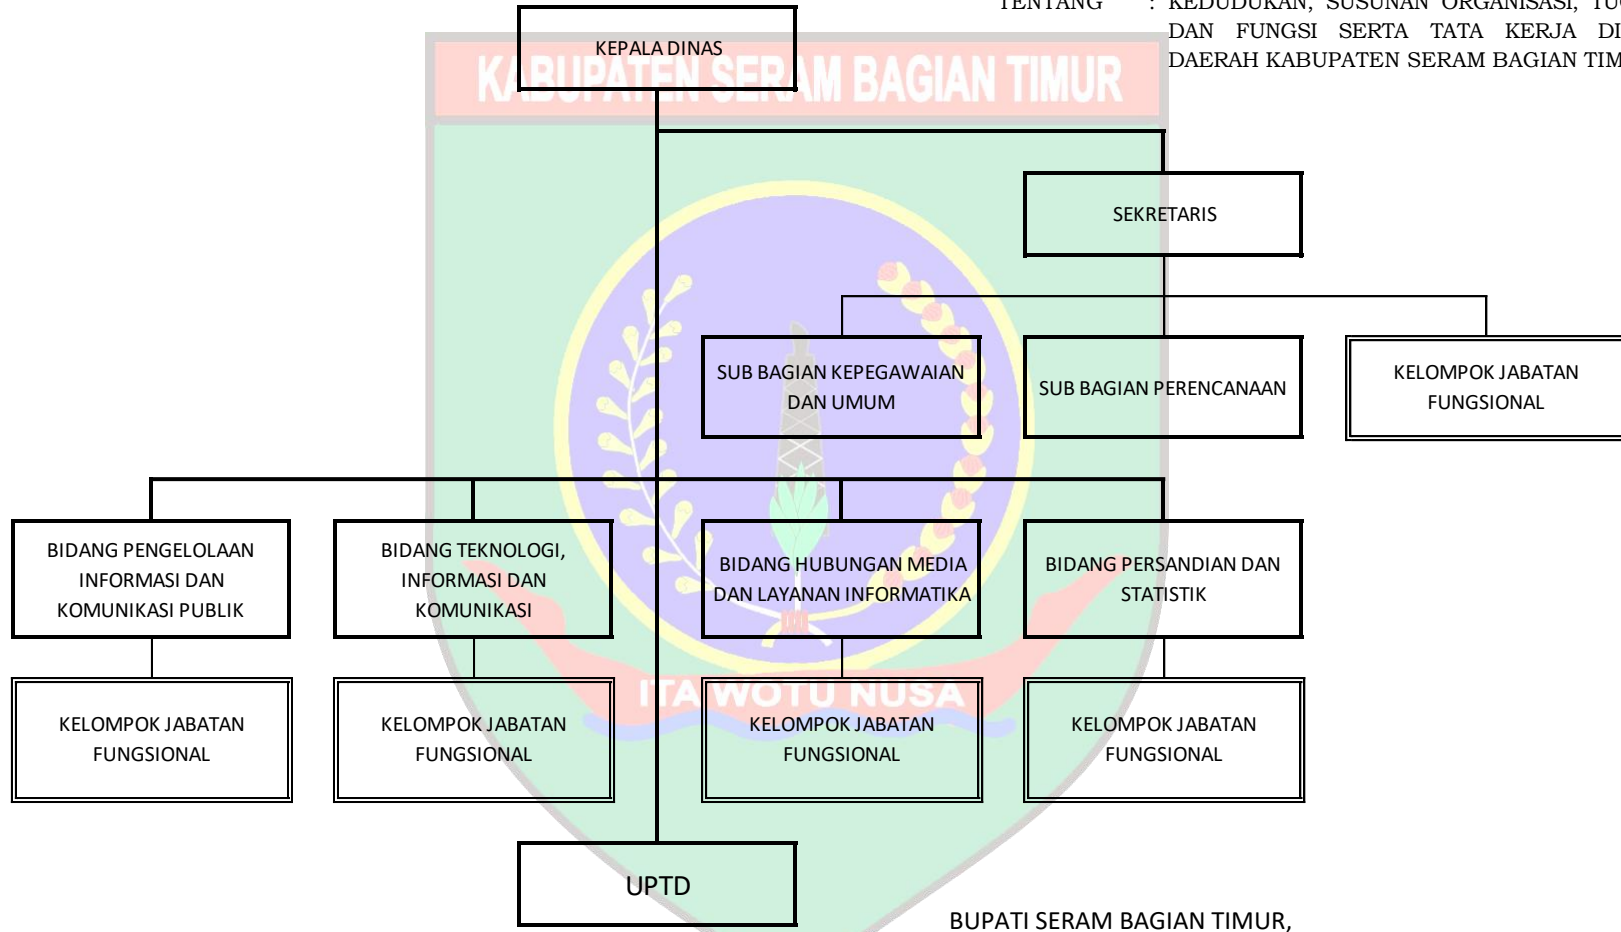 TENTANG : KEDUDUKAN, SUSUNAN ORGANISASI,
DAN FUNGSI SERTA TATA KERJA
DAERAH KABUPATEN SERAM BAGIAN
KEPALA DINAS
KABUPATEN SERAM BAGIAN TIMUR
SEKRETARIS
SUB BAGIAN KEPEGAWAIAN
DAN UMUM
SUB BAGIAN PERENCANAAN
KELOMPOK JABATAN
FUNGSIONAL
BIDANG PENGELOLAAN
INFORMASI DAN
KOMUNIKASI PUBLIK
BIDANG TEKNOLOGI,
INFORMASI DAN
KOMUNIKASI
BIDANG HUBUNGAN MEDIA
DAN LAYANAN INFORMATIKA
BIDANG PERSANDIAN DAN
STATISTIK
ITA WOTU NUSA
KELOMPOK JABATAN
FUNGSIONAL
KELOMPOK JABATAN
FUNGSIONAL
KELOMPOK JABATAN
FUNGSIONAL
KELOMPOK JABATAN
FUNGSIONAL
UPTD
BUPATI SERAM BAGIAN TIMUR,